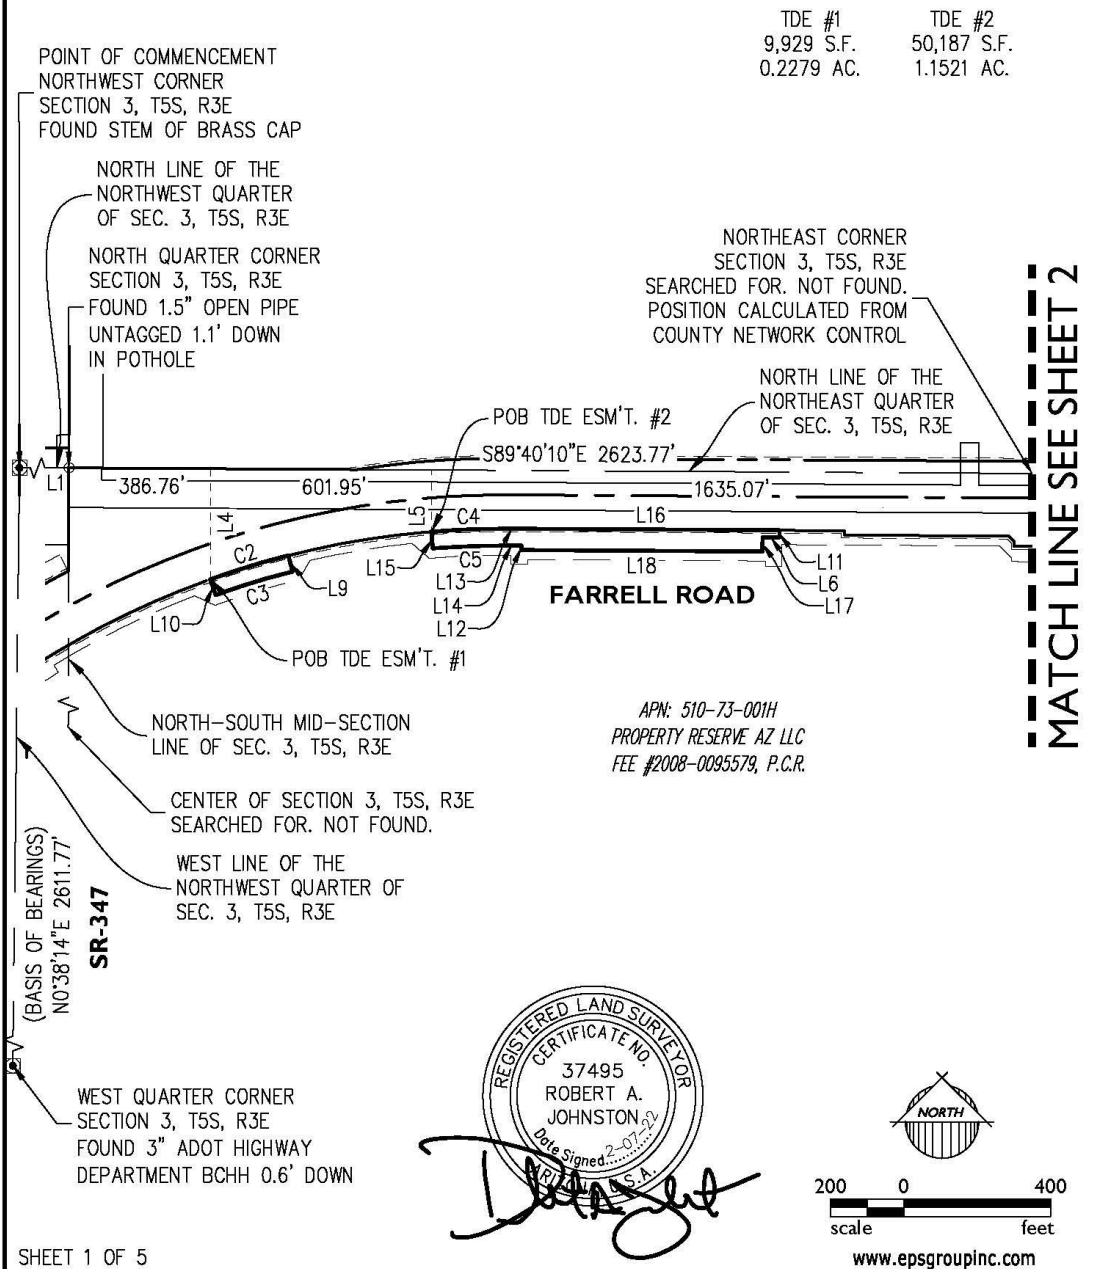 TDE #1
9,929 S.F.
0.2279 AC.
TDE #2
50,187 S.F.
1.1521 AC.
POINT OF COMMENCEMENT
NORTHWEST CORNER
SECTION 3, T5S, R3E
FOUND STEM OF BRASS CAP
NORTH LINE OF THE
NORTHWEST QUARTER
OF SEC. 3, T5S, R3E
NORTH QUARTER CORNER
SECTION 3, T5S, R3E
FOUND 1.5" OPEN PIPE
UNTAGGED 1.1' DOWN
IN POTHOLE
NORTHEAST CORNER
SECTION 3, T5S, R3E
SEARCHED FOR. NOT FOUND.
POSITION CALCULATED FROM
COUNTY NETWORK CONTROL
NORTH LINE OF THE
NORTHEAST QUARTER
OF SEC. 3, T5S, R3E
MATCH LINE SEE SHEET 2
POB TDE ESM'T. #2
S89°40'10"E 2623.77'
L1
386.76'
601.95'
1635.07'
L4
L5
C4
L16
C2
C3
L9
L10
L15
C5
L13
L14
L12
L18
L11
L6
L17
FARRELL ROAD
POB TDE ESM'T. #1
NORTH-SOUTH MID-SECTION
LINE OF SEC. 3, T5S, R3E
APN: 510-73-001H
PROPERTY RESERVE AZ LLC
FEE #2008-0095579, P.C.R.
CENTER OF SECTION 3, T5S, R3E
SEARCHED FOR. NOT FOUND.
WEST LINE OF THE
NORTHWEST QUARTER OF
SEC. 3, T5S, R3E
(BASIS OF BEARINGS)
N0°38'14"E 2611.77'
SR-347
WEST QUARTER CORNER
SECTION 3, T5S, R3E
FOUND 3" ADOT HIGHWAY
DEPARTMENT BCHH 0.6' DOWN
REGISTERED LAND SURVEYOR
CERTIFICATE NO.
37495
ROBERT A.
JOHNSTON
Date Signed 2-07-22
ARIZONA, U.S.A.
NORTH
200 0 400
scale feet
www.epsgroupinc.com
SHEET 1 OF 5